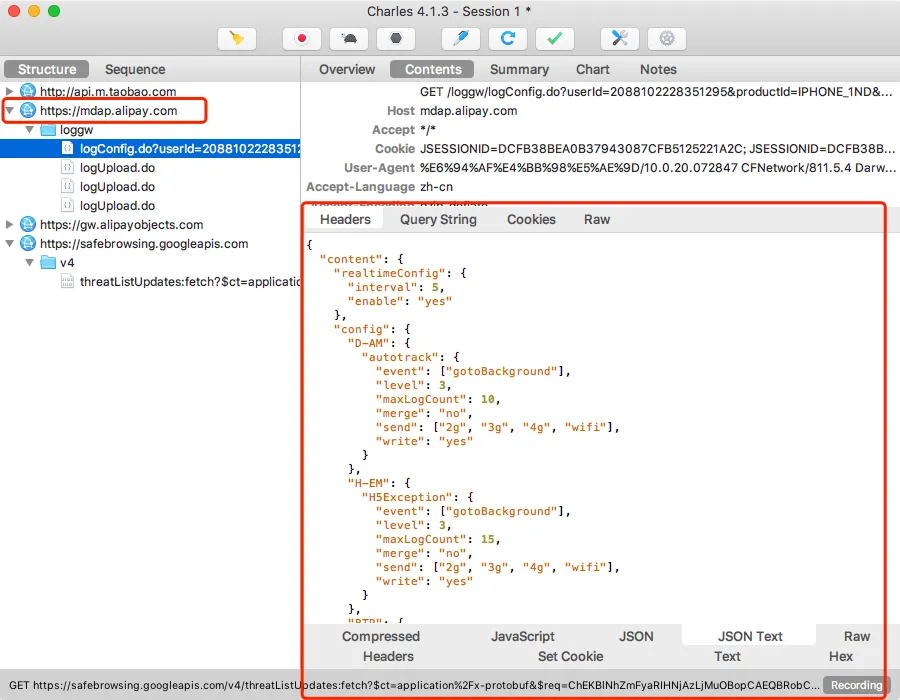 Charles 4.1.3 - Session 1 *
Structure
Sequence
Overview
Contents
Summary
Chart
Notes
http://api.m.taobao.com
https://mdap.alipay.com
loggw
logConfig.do?userId=20881022283512
logUpload.do
logUpload.do
logUpload.do
https://gw.alipayobjects.com
https://safebrowsing.googleapis.com
v4
threatListUpdates:fetch?$ct=applicatio
GET /loggw/logConfig.do?userId=2088102228351295&productId=IPHONE_1ND&...
Host mdap.alipay.com
Accept */*
Cookie JSESSIONID=DCFB38BEA0B37943087CFB5125221A2C; JSESSIONID=DCFB38B...
User-Agent %E6%94%AF%E4%BB%98%E5%AE%9D/10.0.20.072847 CFNetwork/811.5.4 Darw...
Accept-Language zh-cn
Headers
Query String
Cookies
Raw
{
"content": {
"realtimeConfig": {
"interval": 5,
"enable": "yes"
},
"config": {
"D-AM": {
"autotrack": {
"event": ["gotoBackground"],
"level": 3,
"maxLogCount": 10,
"merge": "no",
"send": ["2g", "3g", "4g", "wifi"],
"write": "yes"
}
},
"H-EM": {
"H5Exception": {
"event": ["gotoBackground"],
"level": 3,
"maxLogCount": 15,
"merge": "no",
"send": ["2g", "3g", "4g", "wifi"],
"write": "yes"
}
},
Compressed
JavaScript
JSON
JSON Text
Raw
Headers
Set Cookie
Text
Hex
GET https://safebrowsing.googleapis.com/v4/threatListUpdates:fetch?$ct=application%2Fx-protobuf&$req=ChEKBlNhZmFyaRIHNjAzLjMuOBopCAEQBRobC...
Recording